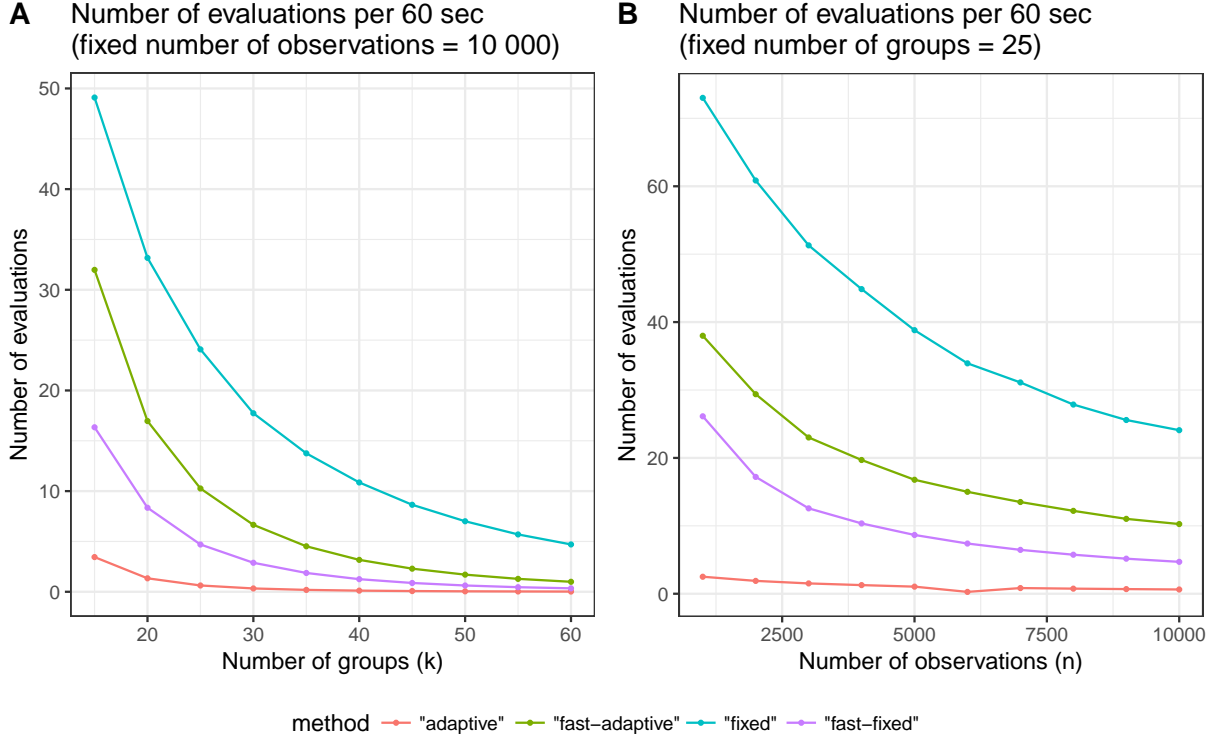 A
Number of evaluations per 60 sec
(fixed number of observations = 10 000)
50
40
30
20
10
0
Number of evaluations
20 30 40 50 60
Number of groups (k)
B
Number of evaluations per 60 sec
(fixed number of groups = 25)
60
40
20
0
Number of evaluations
2500 5000 7500 10000
Number of observations (n)
method "adaptive" "fast−adaptive" "fixed" "fast−fixed"